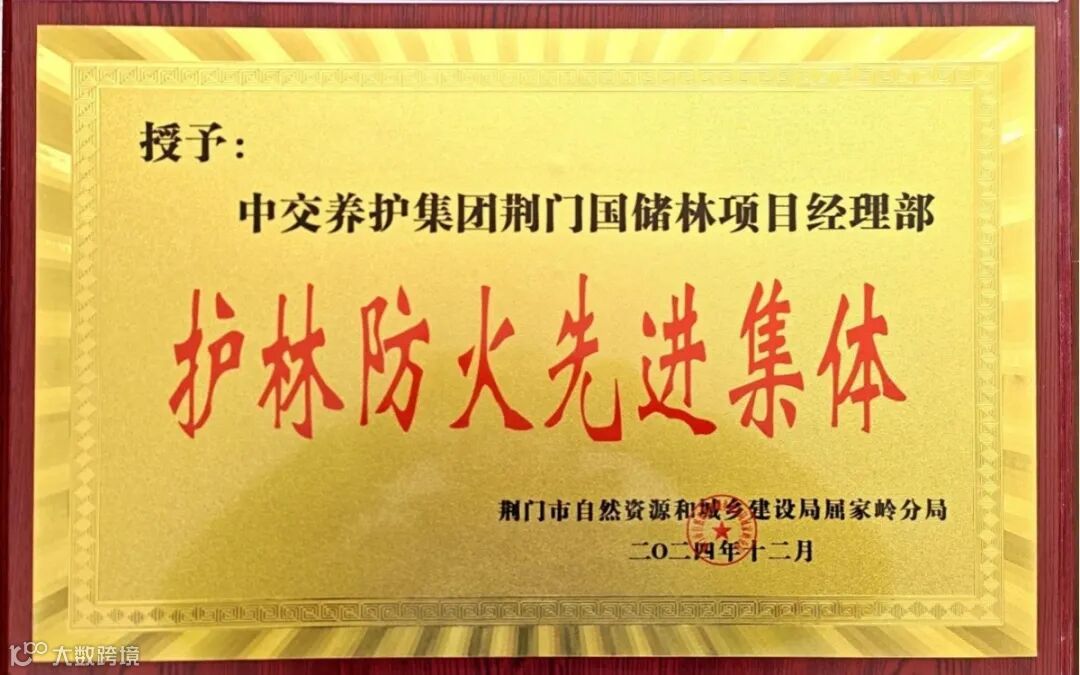 授予：
中交养护集团荆门国储林项目经理部
护林防火先进集体
荆门市自然资源和城乡建设局屈家岭分局
二〇二四年十二月
大数跨境